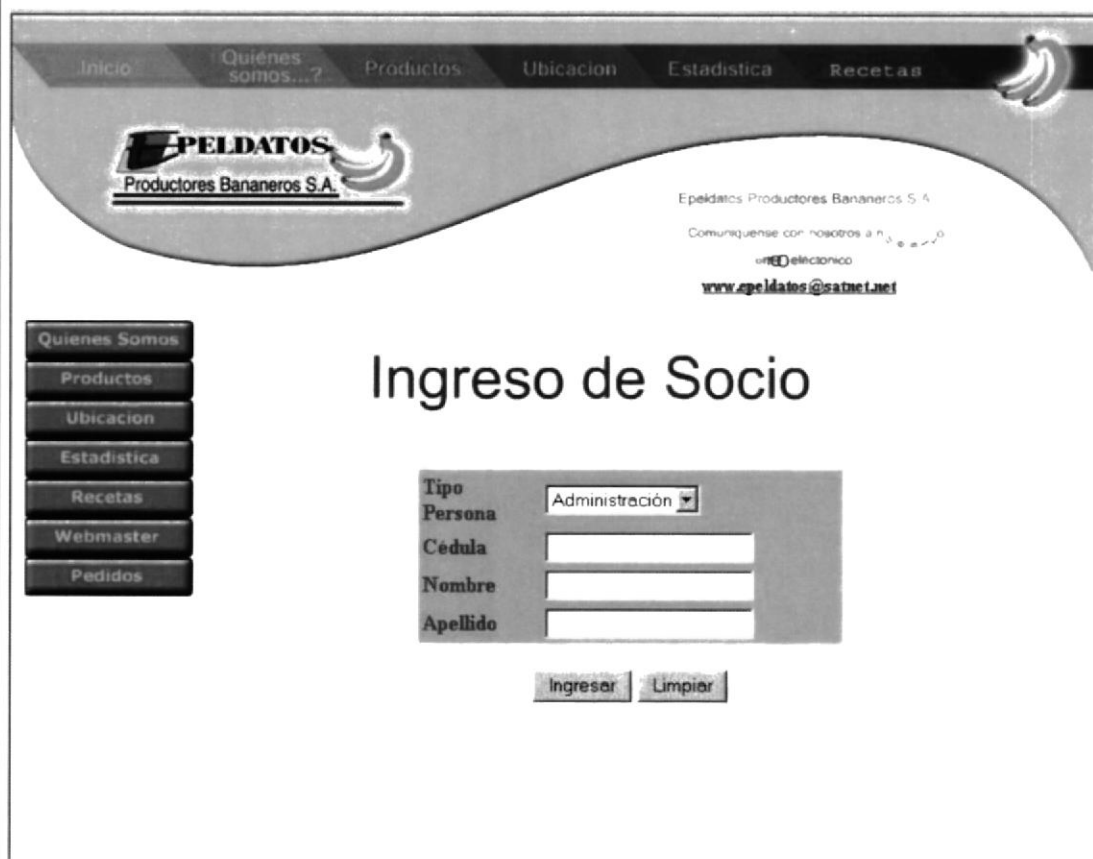 Inicio
Quiénes
somos...?
Productos
Ubicacion
Estadistica
Recetas
EPELDATOS
Productores Bananeros S.A.
Epeldatos Productores Bananeros S.A
Comuniquense con nosotros a n
eléctonico
www.epeldatos@satnet.net
Quienes Somos
Productos
Ubicacion
Estadistica
Recetas
Webmaster
Pedidos
Ingreso de Socio
Tipo
Persona
Administración
Cédula
Nombre
Apellido
Ingresar
Limpiar